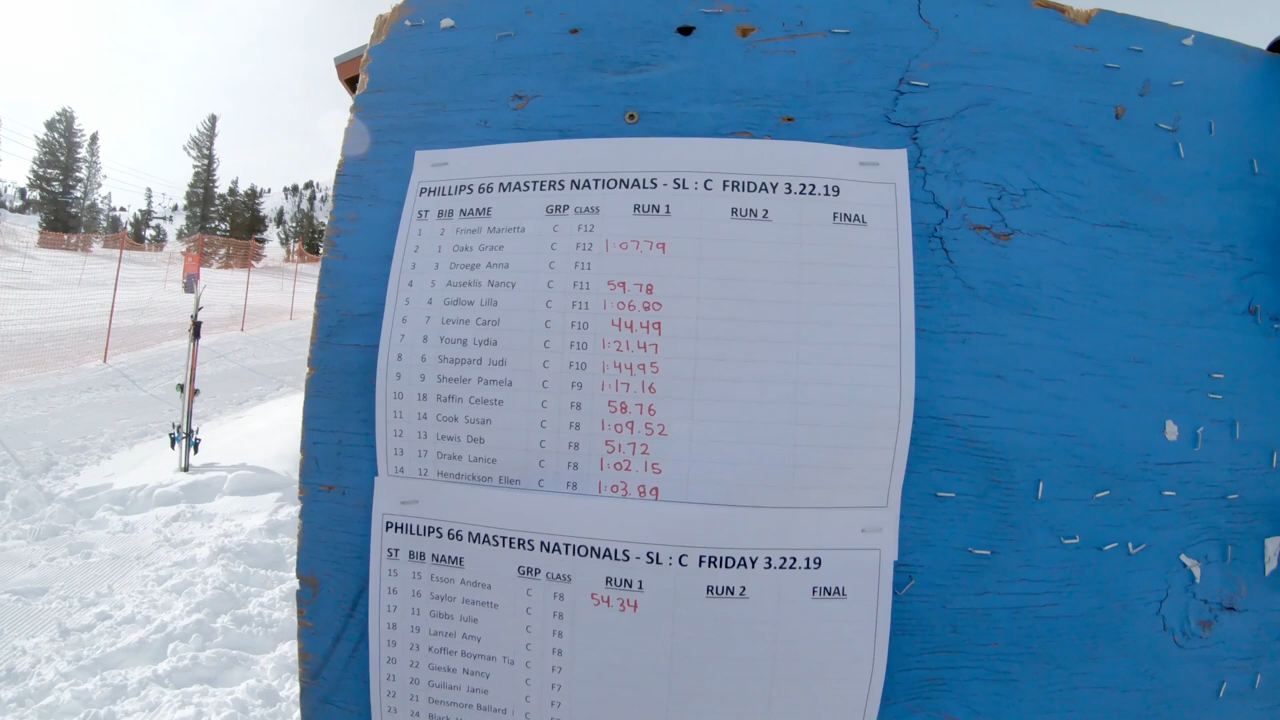 PHILLIPS 66 MASTERS NATIONALS - SL : C FRIDAY 3.22.19
ST BIB NAME GRP CLASS RUN 1 RUN 2 FINAL
1 2 Frinell Marietta C F12
2 1 Oaks Grace C F12 1:07.79
3 3 Droege Anna C F11
4 5 Auseklis Nancy C F11 59.78
5 4 Gidlow Lilla C F11 1:06.80
6 7 Levine Carol C F10 44.49
7 8 Young Lydia C F10 1:21.47
8 6 Shappard Judi C F10 1:44.95
9 9 Sheeler Pamela C F9 1:17.16
10 18 Raffin Celeste C F8 58.76
11 14 Cook Susan C F8 1:09.52
12 13 Lewis Deb C F8 51.72
13 17 Drake Lanice C F8 1:02.15
14 12 Hendrickson Ellen C F8 1:03.89
PHILLIPS 66 MASTERS NATIONALS - SL : C FRIDAY 3.22.19
ST BIB NAME GRP CLASS RUN 1 RUN 2 FINAL
15 15 Esson Andrea C F8 54.34
16 16 Saylor Jeanette C F8
17 11 Gibbs Julie C F8
18 19 Lanzel Amy C F8
19 23 Koffler Boyman Tia C F7
20 22 Gieske Nancy C F7
21 20 Guiliani Janie C F7
22 21 Densmore Ballard
23 24